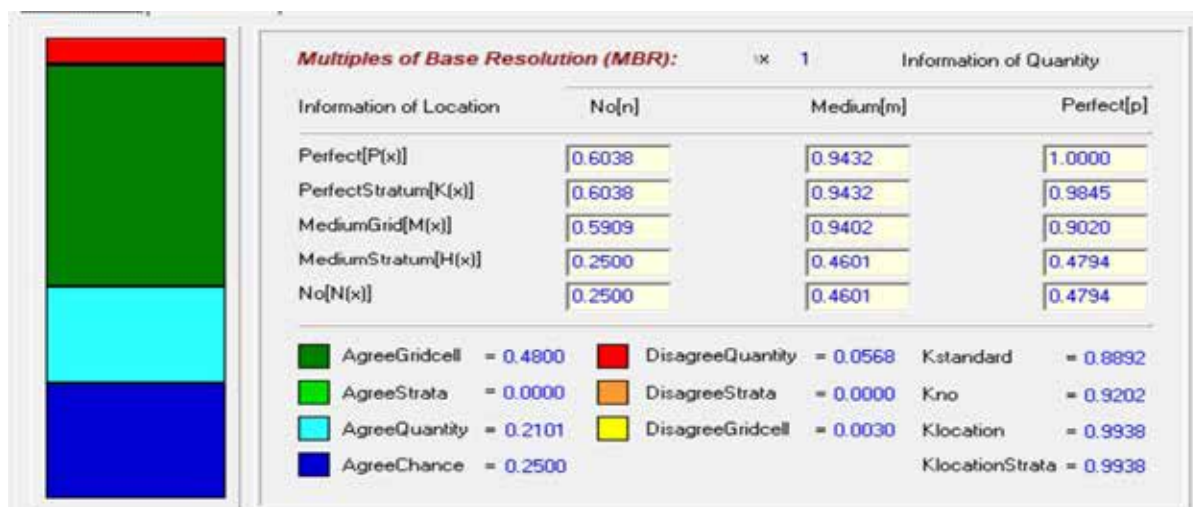 Multiples of Base Resolution (MBR): 1x 1 Information of Quantity
Information of Location No[n] Medium[m] Perfect[p]
Perfect[P(x)] 0.6038 0.9432 1.0000
PerfectStratum[K(x)] 0.6038 0.9432 0.9845
MediumGrid[M(x)] 0.5909 0.9402 0.9020
MediumStratum[H(x)] 0.2500 0.4601 0.4794
No[N(x)] 0.2500 0.4601 0.4794
AgreeGridcell = 0.4800 DisagreeQuantity = 0.0568 Kstandard = 0.8892
AgreeStrata = 0.0000 DisagreeStrata = 0.0000 Kno = 0.9202
AgreeQuantity = 0.2101 DisagreeGridcell = 0.0030 Klocation = 0.9938
AgreeChance = 0.2500 KlocationStrata = 0.9938